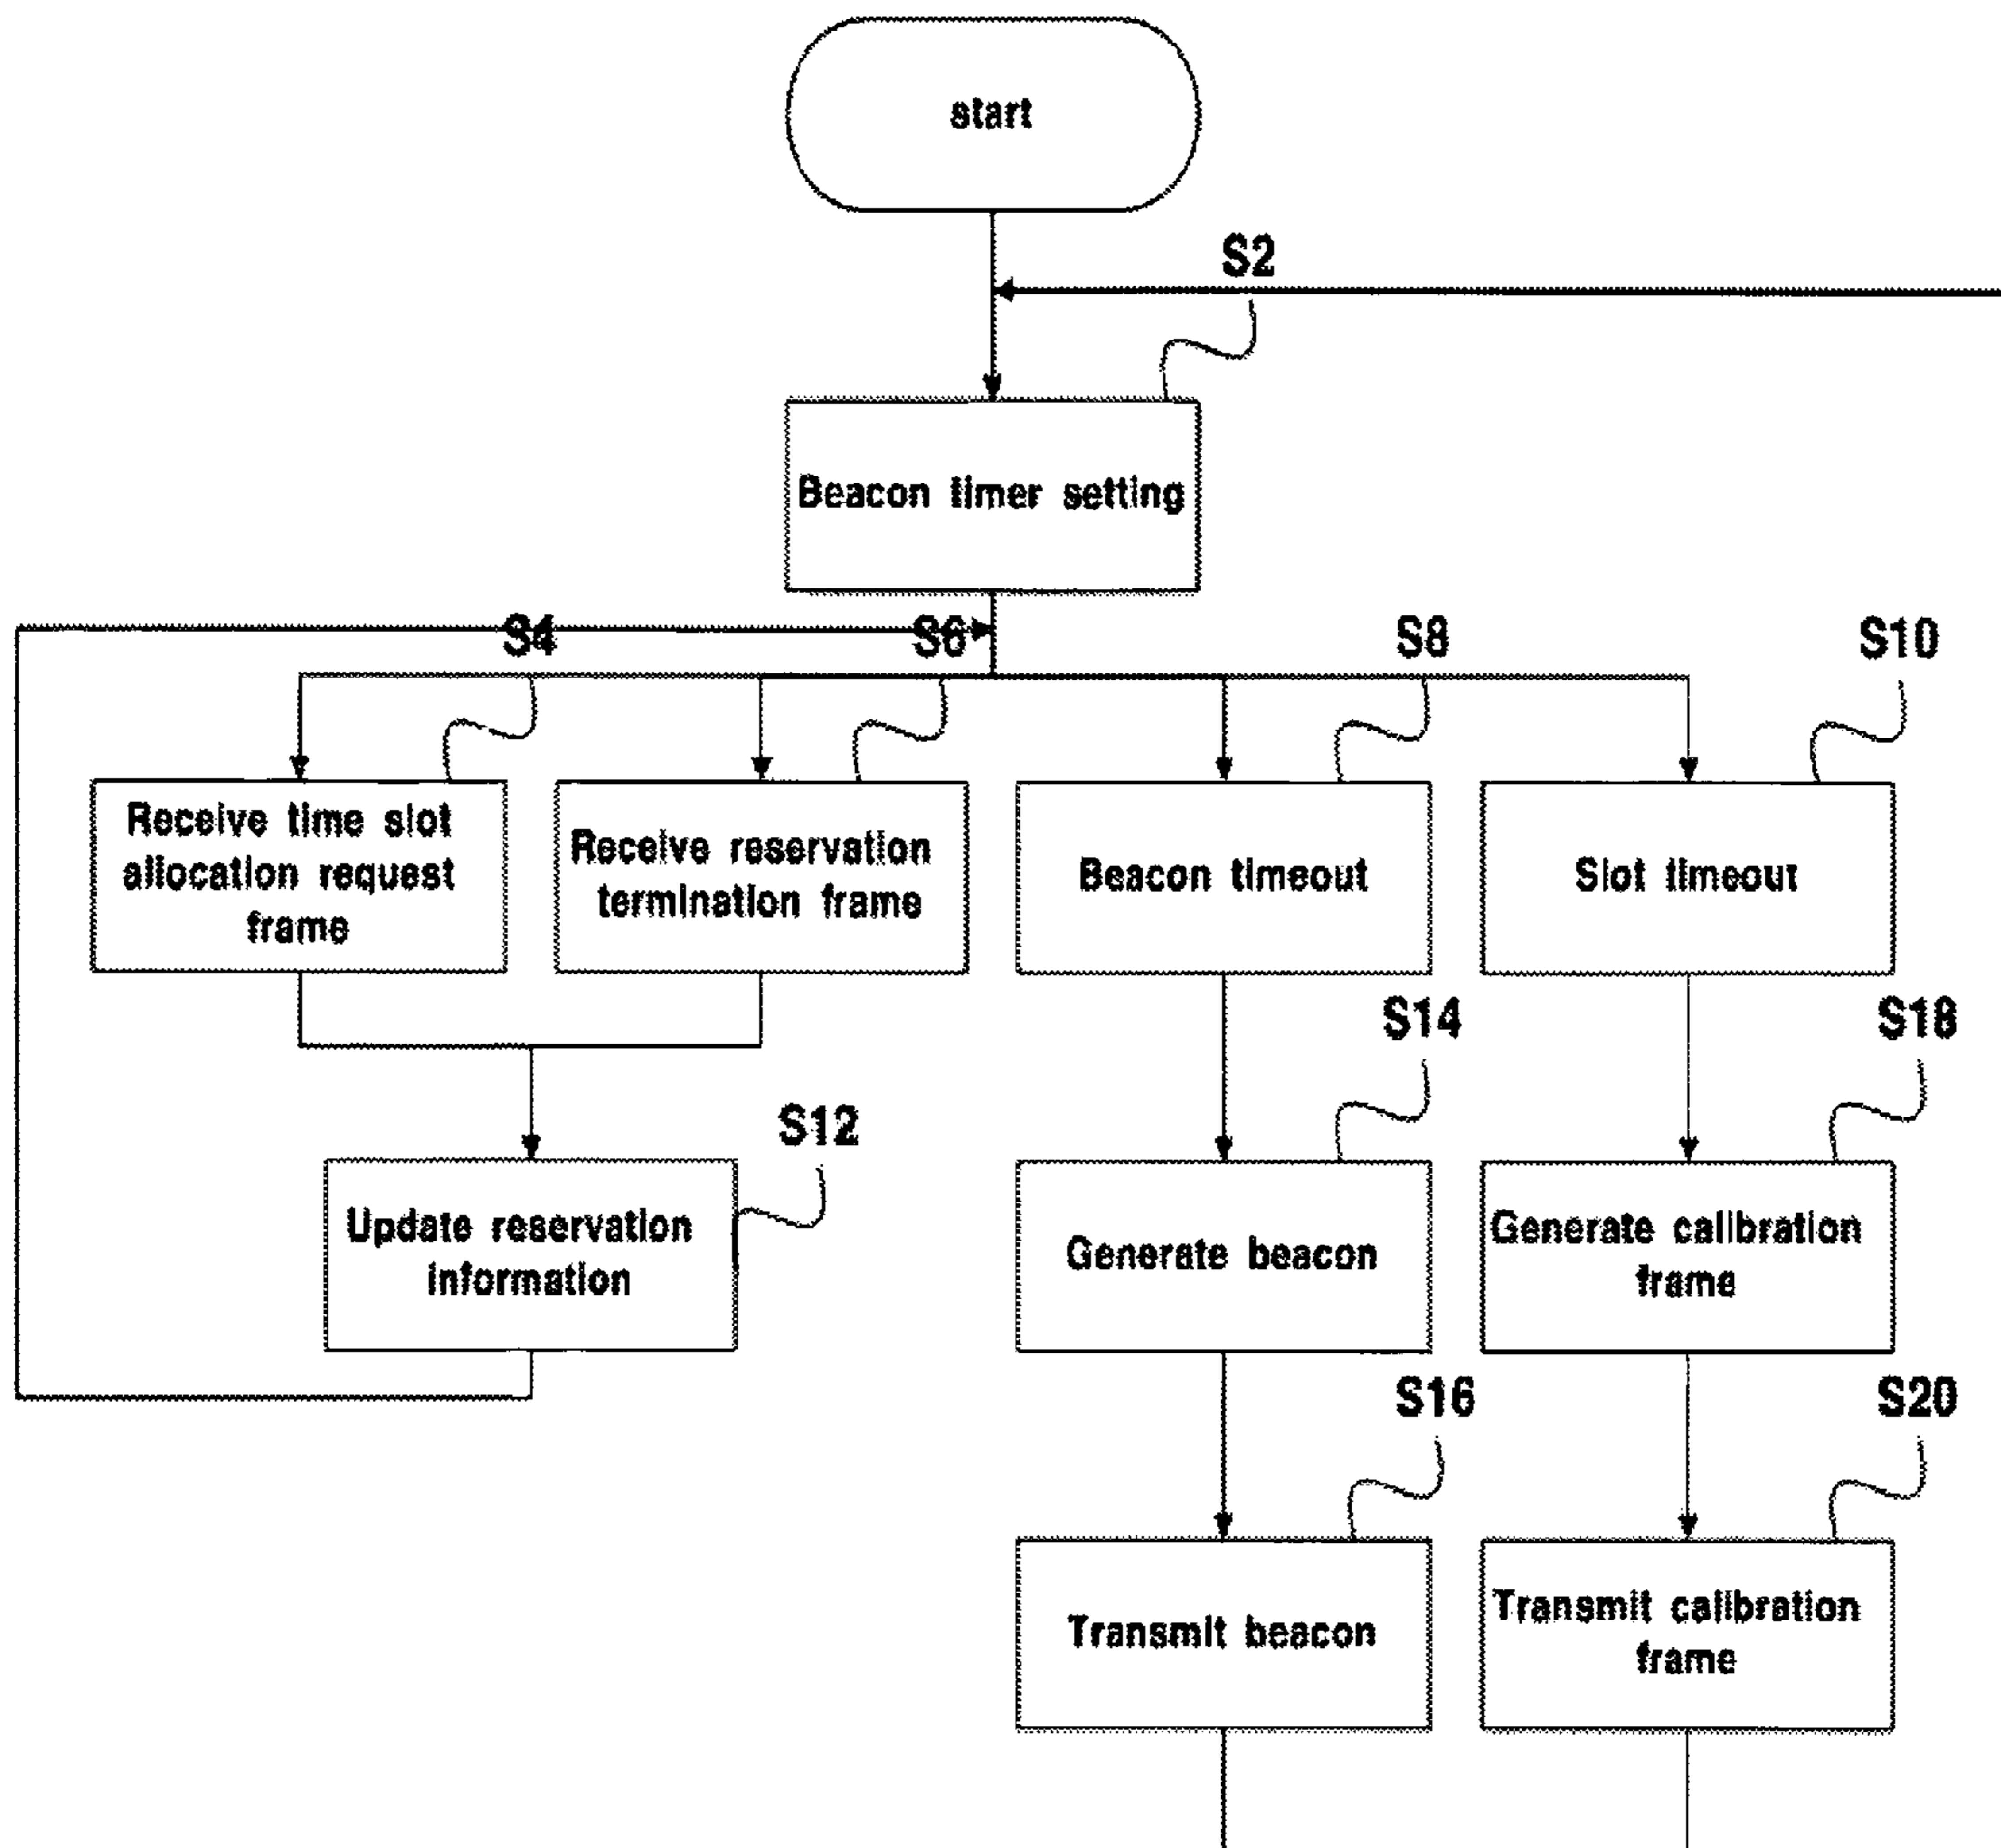 start
S2
Beacon timer setting
S4
S6
S8
S10
Receive time slot
allocation request
frame
Receive reservation
termination frame
Beacon timeout
Slot timeout
S14
S18
S12
Update reservation
information
Generate beacon
Generate calibration
frame
S16
S20
Transmit beacon
Transmit calibration
frame